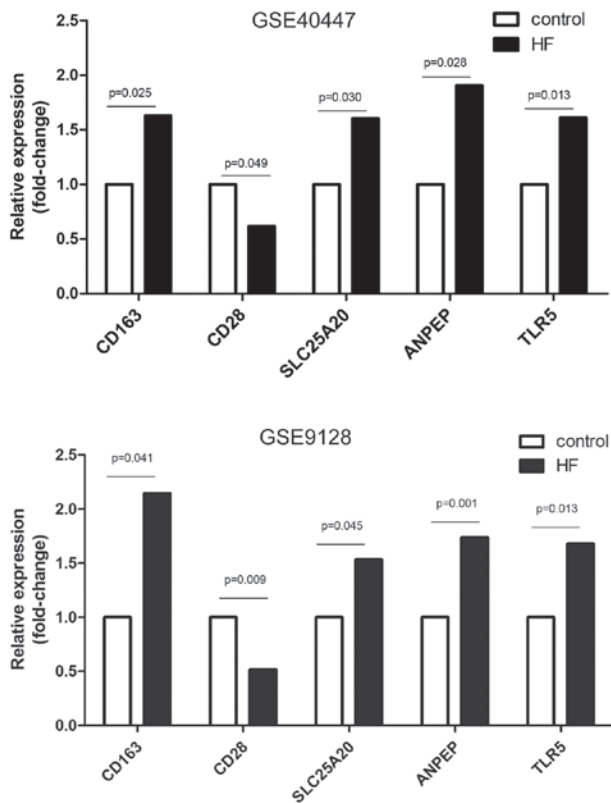 GSE40447
control
HF
Relative expression
(fold-change)
2.5
2.0
1.5
1.0
0.5
0.0
p=0.025
p=0.049
p=0.030
p=0.028
p=0.013
CD163
CD28
SLC25A20
ANPEP
TLR5
GSE9128
control
HF
Relative expression
(fold-change)
2.5
2.0
1.5
1.0
0.5
0.0
p=0.041
p=0.009
p=0.045
p=0.001
p=0.013
CD163
CD28
SLC25A20
ANPEP
TLR5